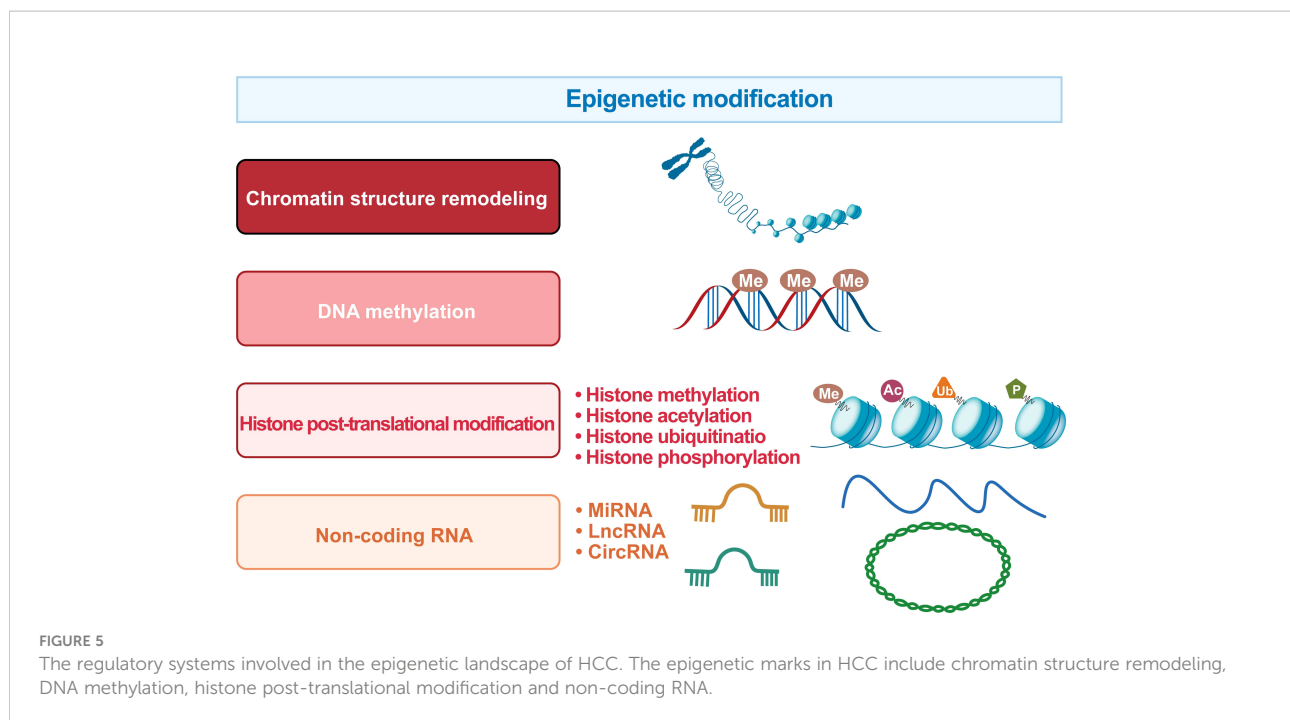 Epigenetic modification
Chromatin structure remodeling
DNA methylation
Me Me Me
Histone post-translational modification
• Histone methylation
• Histone acetylation
• Histone ubiquitinatio
• Histone phosphorylation
Me Ac Ub P
Non-coding RNA
• MiRNA
• LncRNA
• CircRNA
FIGURE 5
The regulatory systems involved in the epigenetic landscape of HCC. The epigenetic marks in HCC include chromatin structure remodeling,
DNA methylation, histone post-translational modification and non-coding RNA.